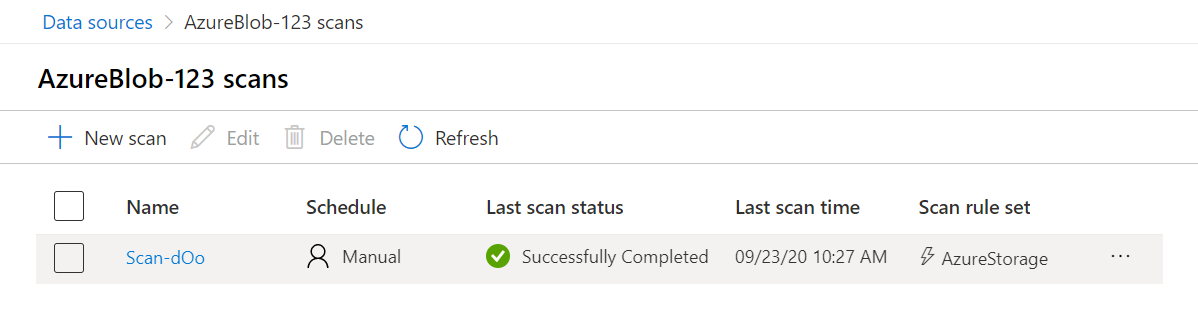 Data sources > AzureBlob-123 scans
AzureBlob-123 scans
New scan Edit Delete Refresh
Name Schedule Last scan status Last scan time Scan rule set
Scan-dOo Manual Successfully Completed 09/23/20 10:27 AM AzureStorage ...